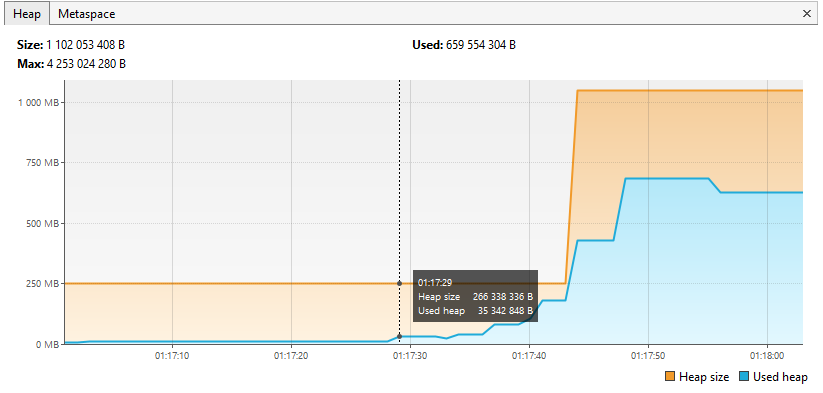 Heap Metaspace ×
Size: 1 102 053 408 B Used: 659 554 304 B
Max: 4 253 024 280 B
1 000 MB
750 MB
500 MB
250 MB
01:17:29
Heap size 266 338 336 B
Used heap 35 342 848 B
0 MB
01:17:10 01:17:20 01:17:30 01:17:40 01:17:50 01:18:00
Heap size Used heap